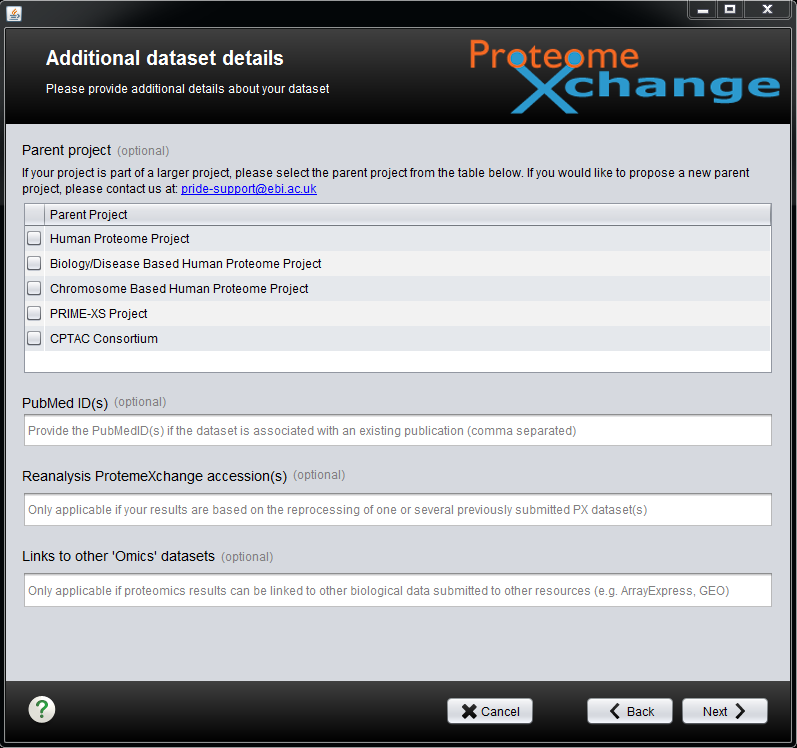 Additional dataset details
Please provide additional details about your dataset
Proteome
Xchange
Parent project (optional)
If your project is part of a larger project, please select the parent project from the table below. If you would like to propose a new parent
project, please contact us at: pride-support@ebi.ac.uk
Parent Project
Human Proteome Project
Biology/Disease Based Human Proteome Project
Chromosome Based Human Proteome Project
PRIME-XS Project
CPTAC Consortium
PubMed ID(s) (optional)
Provide the PubMedID(s) if the dataset is associated with an existing publication (comma separated)
Reanalysis ProtemeXchange accession(s) (optional)
Only applicable if your results are based on the reprocessing of one or several previously submitted PX dataset(s)
Links to other 'Omics' datasets (optional)
Only applicable if proteomics results can be linked to other biological data submitted to other resources (e.g. ArrayExpress, GEO)
? Cancel Back Next